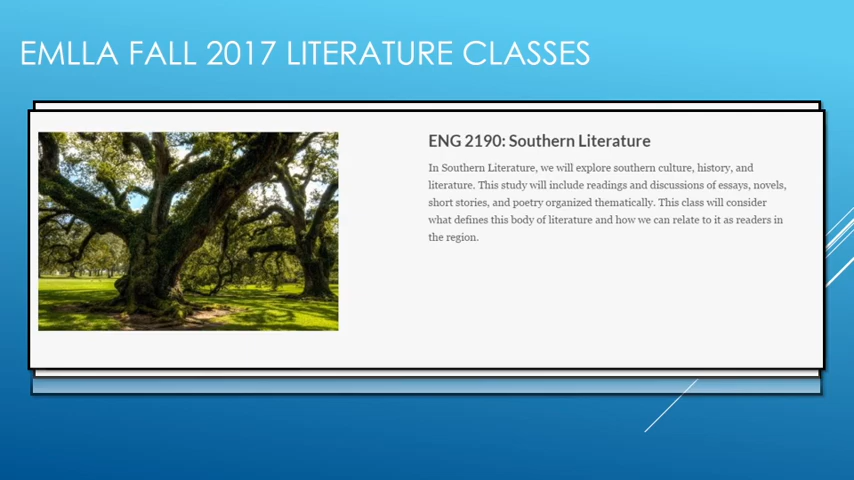 EMLLA FALL 2017 LITERATURE CLASSES
ENG 2190: Southern Literature
In Southern Literature, we will explore southern culture, history, and
literature. This study will include readings and discussions of essays, novels,
short stories, and poetry organized thematically. This class will consider
what defines this body of literature and how we can relate to it as readers in
the region.